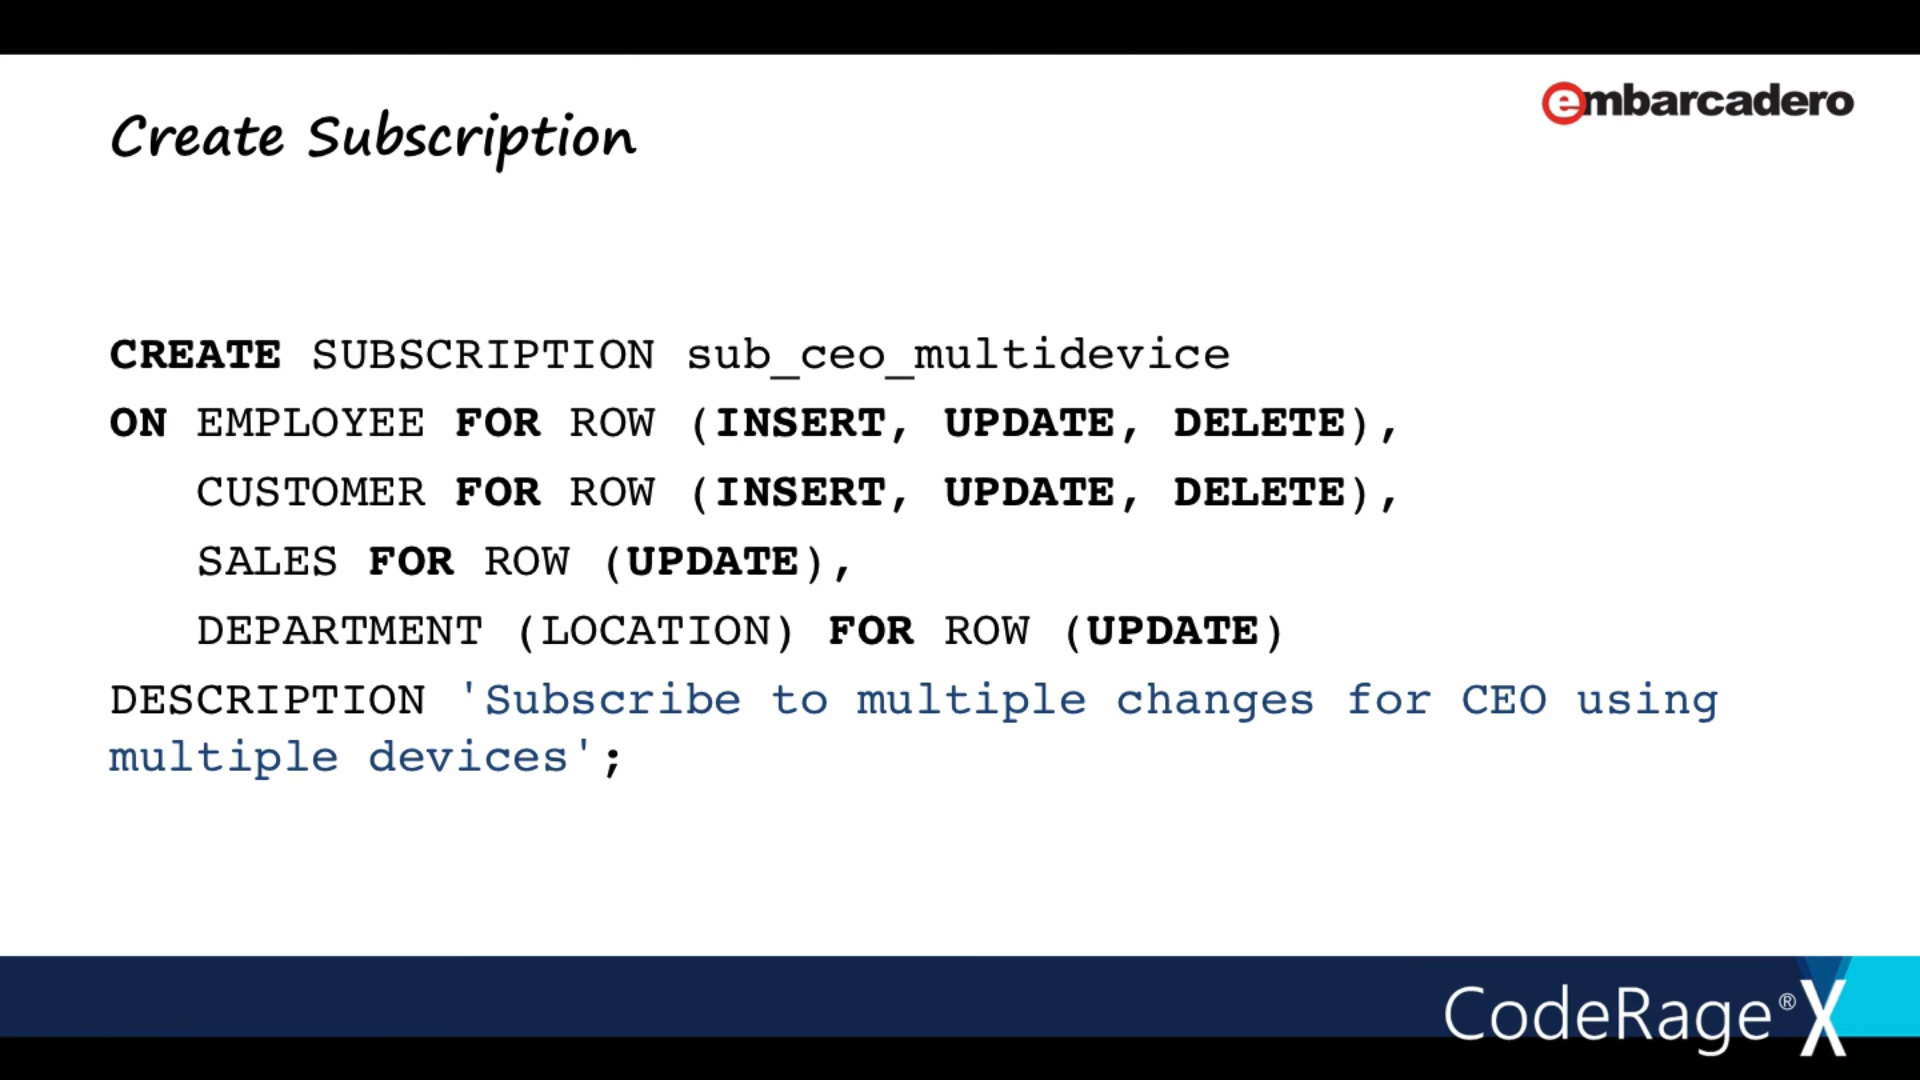 embarcadero
Create Subscription
CREATE SUBSCRIPTION sub_ceo_multidevice
ON EMPLOYEE FOR ROW (INSERT, UPDATE, DELETE),
CUSTOMER FOR ROW (INSERT, UPDATE, DELETE),
SALES FOR ROW (UPDATE),
DEPARTMENT (LOCATION) FOR ROW (UPDATE)
DESCRIPTION 'Subscribe to multiple changes for CEO using
multiple devices';
CodeRage® X